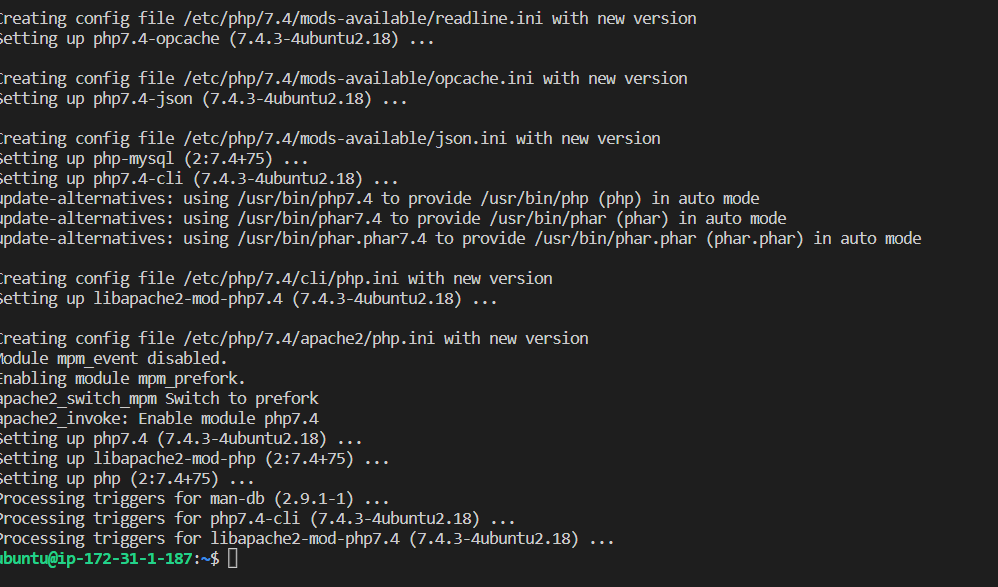 Creating config file /etc/php/7.4/mods-available/readline.ini with new version
Setting up php7.4-opcache (7.4.3-4ubuntu2.18) ...
Creating config file /etc/php/7.4/mods-available/opcache.ini with new version
Setting up php7.4-json (7.4.3-4ubuntu2.18) ...
Creating config file /etc/php/7.4/mods-available/json.ini with new version
Setting up php-mysql (2:7.4+75) ...
Setting up php7.4-cli (7.4.3-4ubuntu2.18) ...
update-alternatives: using /usr/bin/php7.4 to provide /usr/bin/php (php) in auto mode
update-alternatives: using /usr/bin/phar7.4 to provide /usr/bin/phar (phar) in auto mode
update-alternatives: using /usr/bin/phar.phar7.4 to provide /usr/bin/phar.phar (phar.phar) in auto mode
Creating config file /etc/php/7.4/cli/php.ini with new version
Setting up libapache2-mod-php7.4 (7.4.3-4ubuntu2.18) ...
Creating config file /etc/php/7.4/apache2/php.ini with new version
Module mpm_event disabled.
Enabling module mpm_prefork.
apache2_switch_mpm Switch to prefork
apache2_invoke: Enable module php7.4
Setting up php7.4 (7.4.3-4ubuntu2.18) ...
Setting up libapache2-mod-php (2:7.4+75) ...
Setting up php (2:7.4+75) ...
Processing triggers for man-db (2.9.1-1) ...
Processing triggers for php7.4-cli (7.4.3-4ubuntu2.18) ...
Processing triggers for libapache2-mod-php7.4 (7.4.3-4ubuntu2.18) ...
ubuntu@ip-172-31-1-187:~$